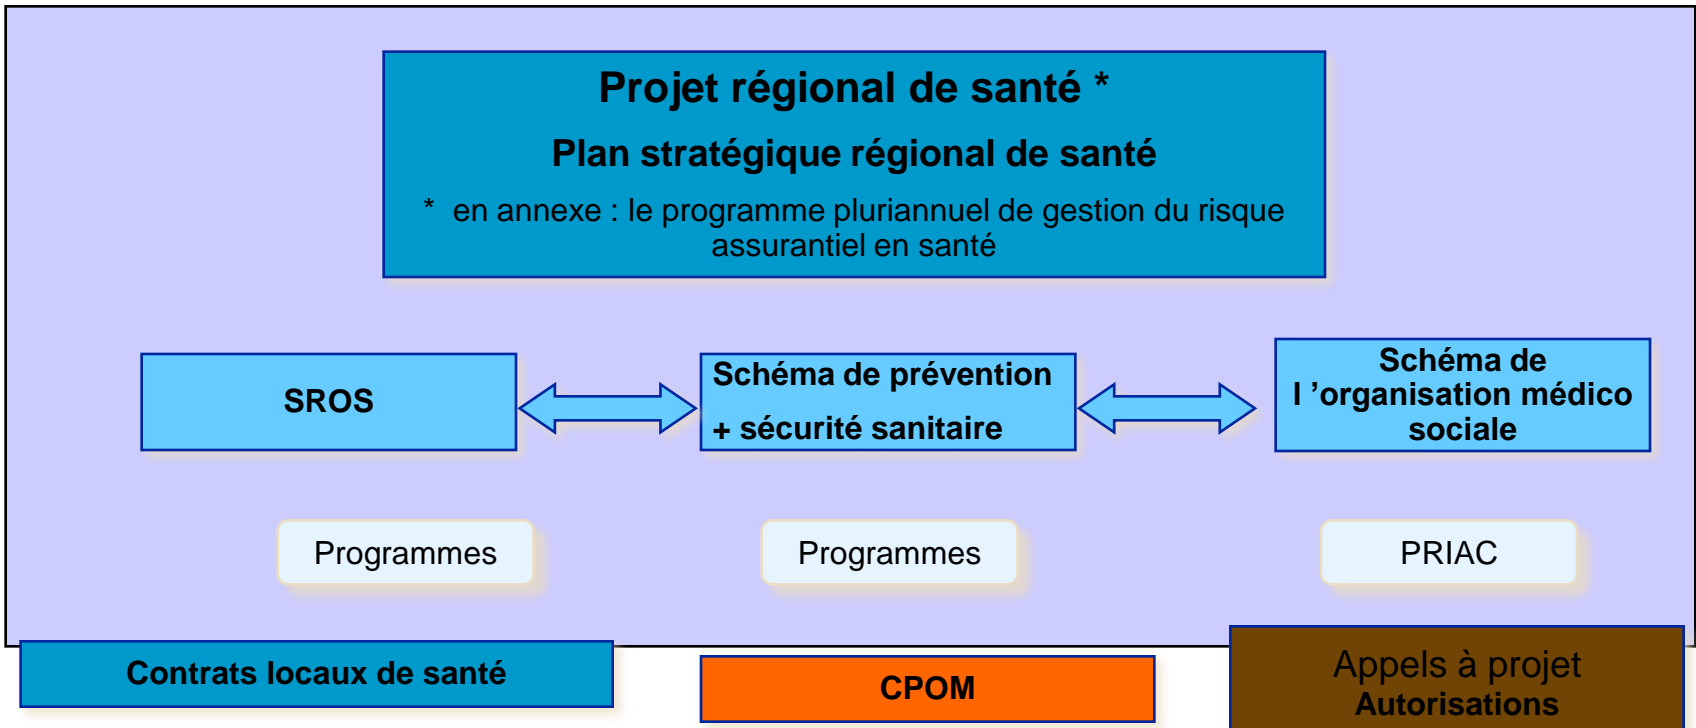 Projet régional de santé *
Plan stratégique régional de santé
* en annexe : le programme pluriannuel de gestion du risque
assurantiel en santé
SROS
Schéma de prévention
+ sécurité sanitaire
Schéma de
l ’organisation médico
sociale
Programmes
Programmes
PRIAC
Contrats locaux de santé
CPOM
Appels à projet
Autorisations